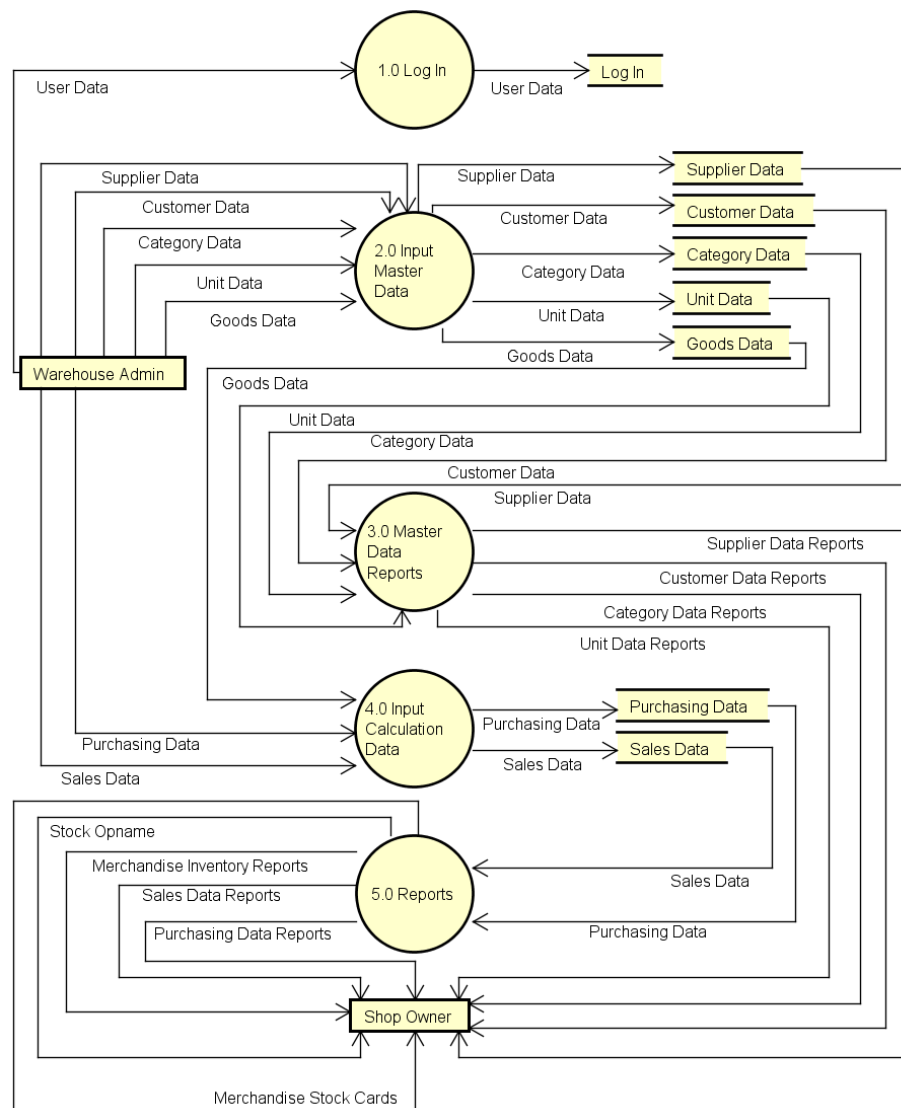 1.0 Log In
Log In
User Data
User Data
Supplier Data
Supplier Data
Supplier Data
Customer Data
Customer Data
Customer Data
Category Data
2.0 Input
Master
Data
Category Data
Category Data
Unit Data
Unit Data
Unit Data
Goods Data
Goods Data
Goods Data
Warehouse Admin
Goods Data
Unit Data
Category Data
Customer Data
Supplier Data
3.0 Master
Data
Reports
Supplier Data Reports
Customer Data Reports
Category Data Reports
Unit Data Reports
4.0 Input
Calculation
Data
Purchasing Data
Purchasing Data
Purchasing Data
Sales Data
Sales Data
Sales Data
Stock Opname
Merchandise Inventory Reports
Sales Data Reports
5.0 Reports
Sales Data
Purchasing Data Reports
Purchasing Data
Shop Owner
Merchandise Stock Cards